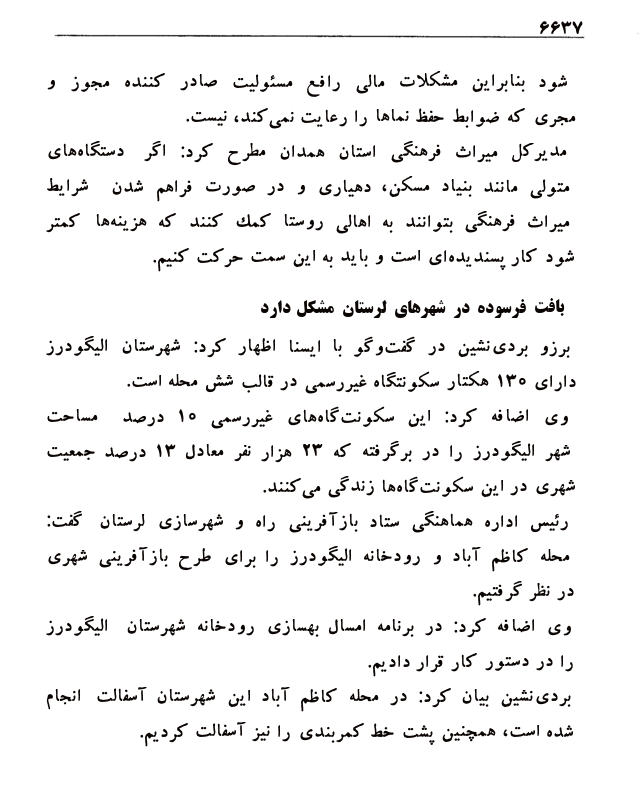 ۶۶۳۷
شود بنابراین مشکلات مالی رافع مسئولیت صادر کننده مجوز و
مجری که ضوابط حفظ نماها را رعایت نمی‌کند، نیست.
مدیرکل میراث فرهنگی استان همدان مطرح کرد: اگر دستگاه‌های
متولی مانند بنیاد مسکن، دهیاری و در صورت فراهم شدن شرایط
میراث فرهنگی بتوانند به اهالی روستا کمك کنند که هزینه‌ها کمتر
شود کار پسندیده‌ای است و باید به این سمت حرکت کنیم.
بافت فرسوده در شهرهای لرستان مشکل دارد
برزو بردی‌نشین در گفت‌وگو با ایسنا اظهار کرد: شهرستان الیگودرز
دارای ۱۳۰ هکتار سکونتگاه غیررسمی در قالب شش محله است.
وی اضافه کرد: این سکونت‌گاه‌های غیررسمی ۱۵ درصد مساحت
شهر الیگودرز را در برگرفته که ۲۳ هزار نفر معادل ۱۳ درصد جمعیت
شهری در این سکونت‌گاه‌ها زندگی می‌کنند.
رئیس اداره هماهنگی ستاد بازآفرینی راه و شهرسازی لرستان گفت:
محله کاظم آباد و رودخانه الیگودرز را برای طرح بازآفرینی شهری
در نظر گرفتیم.
وی اضافه کرد: در برنامه امسال بهسازی رودخانه شهرستان الیگودرز
را در دستور کار قرار دادیم.
بردی‌نشین بیان کرد: در محله کاظم آباد این شهرستان آسفالت انجام
شده است، همچنین پشت خط کمربندی را نیز آسفالت کردیم.